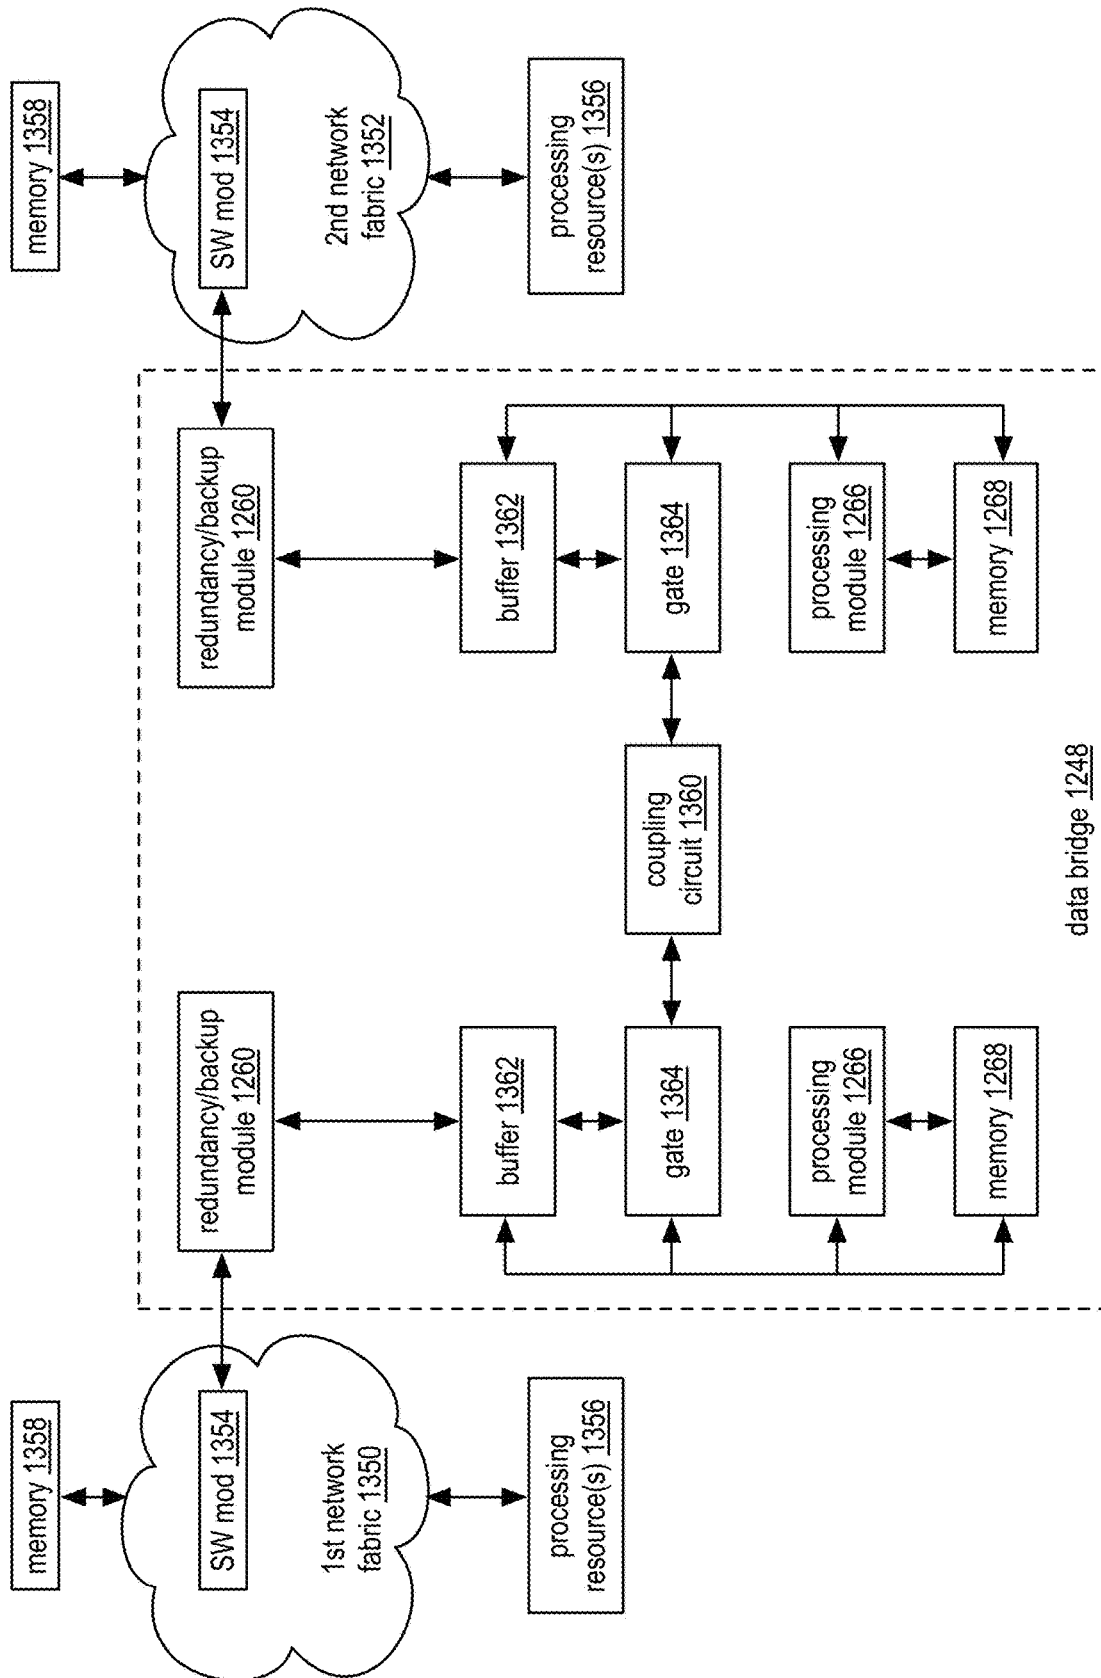 memory 1358
SW mod 1354
1st network
fabric 1350
processing
resource(s) 1356
redundancy/backup
module 1260
buffer 1362
gate 1364
processing
module 1266
memory 1268
coupling
circuit 1360
data bridge 1248
redundancy/backup
module 1260
buffer 1362
gate 1364
processing
module 1266
memory 1268
memory 1358
SW mod 1354
2nd network
fabric 1352
processing
resource(s) 1356